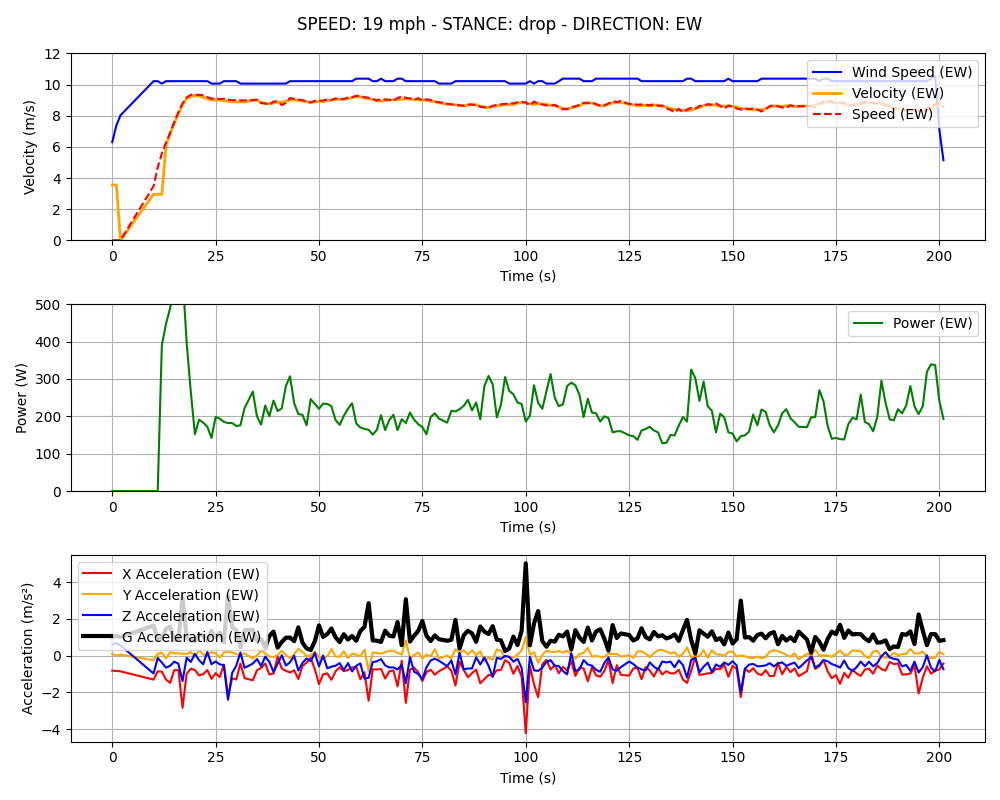 SPEED: 19 mph - STANCE: drop - DIRECTION: EW
12
10
8
6
4
2
0
Velocity (m/s)
Wind Speed (EW)
Velocity (EW)
Speed (EW)
0 25 50 75 100 125 150 175 200
Time (s)
500
400
300
200
100
0
Power (W)
Power (EW)
0 25 50 75 100 125 150 175 200
Time (s)
4
2
0
−2
−4
Acceleration (m/s²)
X Acceleration (EW)
Y Acceleration (EW)
Z Acceleration (EW)
G Acceleration (EW)
0 25 50 75 100 125 150 175 200
Time (s)